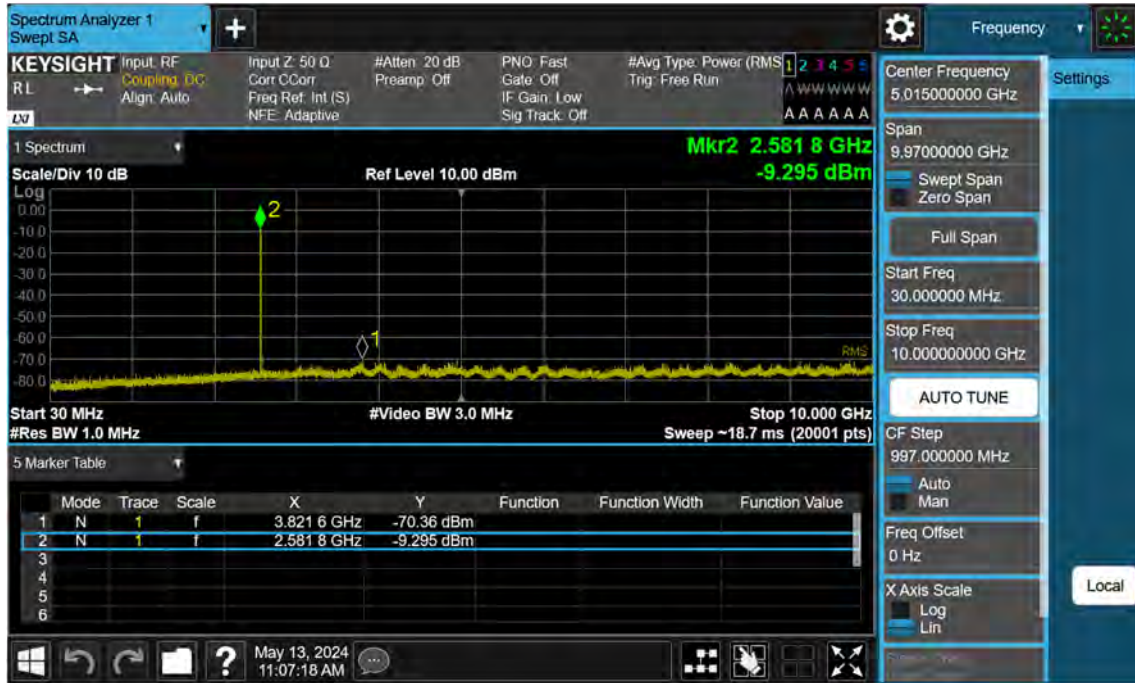 Spectrum Analyzer 1
Swept SA
Frequency
KEYSIGHT
RL
LXI
Input: RF
Coupling: DC
Align: Auto
Input Z: 50 Ω
Corr CCorr
Freq Ref: Int (S)
NFE: Adaptive
#Atten: 20 dB
Preamp: Off
PNO: Fast
Gate: Off
IF Gain: Low
Sig Track: Off
#Avg Type: Power (RMS
Trig: Free Run
1 2 3 4 5 6
A W W W W W
A A A A A A
1 Spectrum
Scale/Div 10 dB
Ref Level 10.00 dBm
Mkr2 2.581 8 GHz
-9.295 dBm
Log
0.00
-10.0
-20.0
-30.0
-40.0
-50.0
-60.0
-70.0
-80.0
2
1
RMS
Start 30 MHz
#Video BW 3.0 MHz
Stop 10.000 GHz
#Res BW 1.0 MHz
Sweep ~18.7 ms (20001 pts)
5 Marker Table
Mode Trace Scale X Y Function Function Width Function Value
1 N 1 f 3.821 6 GHz -70.36 dBm
2 N 1 f 2.581 8 GHz -9.295 dBm
3
4
5
6
May 13, 2024
11:07:18 AM
Center Frequency
5.015000000 GHz
Settings
Span
9.97000000 GHz
Swept Span
Zero Span
Full Span
Start Freq
30.000000 MHz
Stop Freq
10.000000000 GHz
AUTO TUNE
CF Step
997.000000 MHz
Auto
Man
Freq Offset
0 Hz
X Axis Scale
Log
Lin
Local